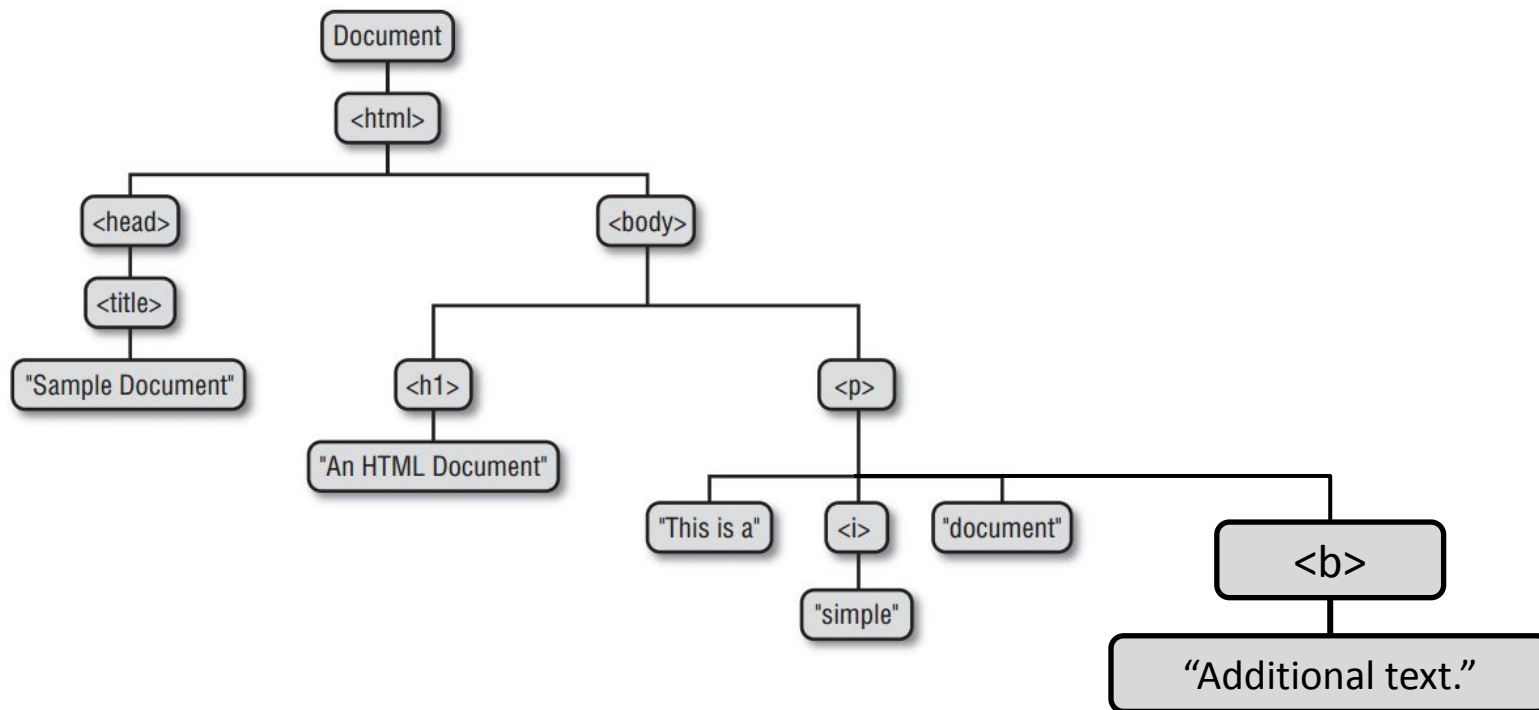 Document
<html>
<head>
<body>
<title>
"Sample Document"
<h1>
<p>
"An HTML Document"
"This is a"
<i>
"document"
<b>
"simple"
“Additional text.”